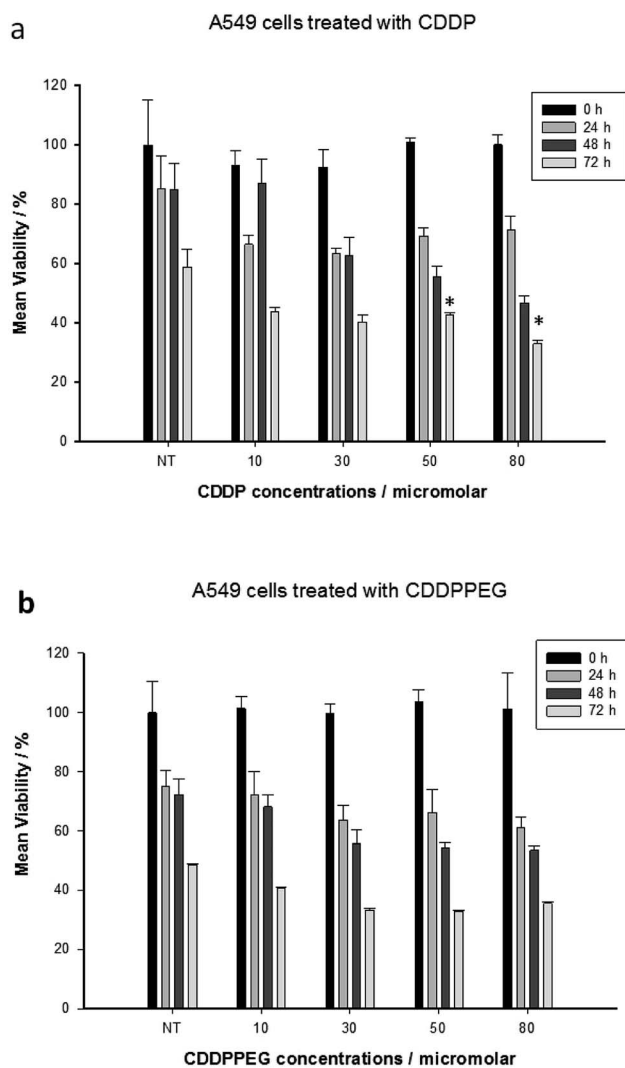 a
A549 cells treated with CDDP
120
100
80
60
40
20
0
Mean Viability / %
0 h
24 h
48 h
72 h
*
*
NT 10 30 50 80
CDDP concentrations / micromolar
b
A549 cells treated with CDDPPEG
120
100
80
60
40
20
0
Mean Viability / %
0 h
24 h
48 h
72 h
NT 10 30 50 80
CDDPPEG concentrations / micromolar